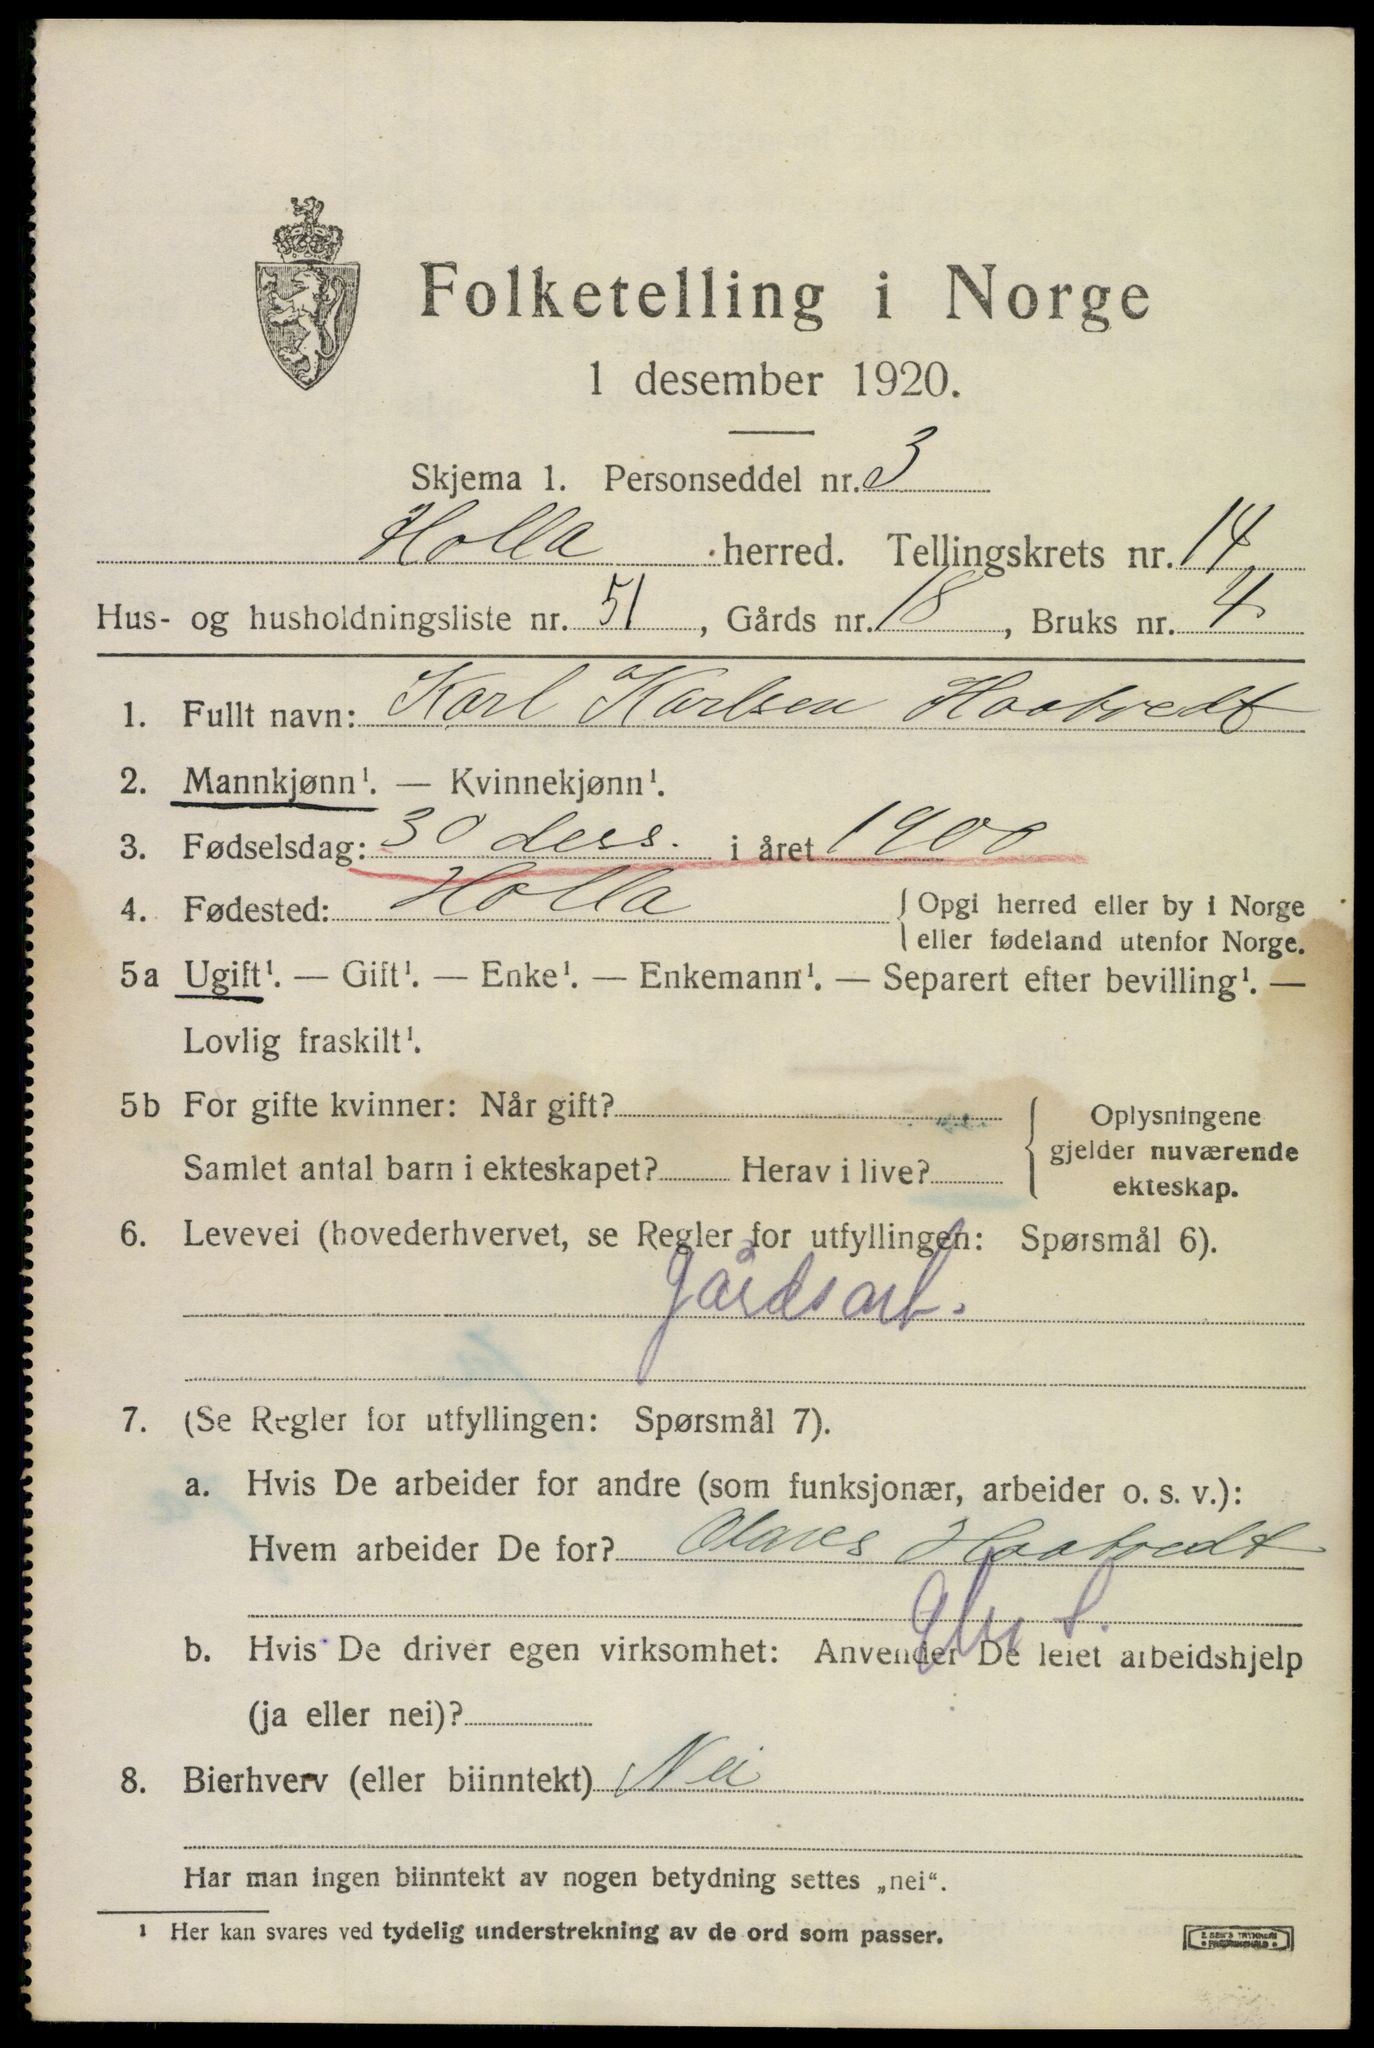 Folketelling i Norge
1 desember 1920.
Skjema 1. Personseddel nr. 3
Holla herred. Tellingskrets nr. 14
Hus- og husholdningsliste nr. 51, Gårds nr. 18, Bruks nr. 4
1. Fullt navn: Karl Karlsen Haatvedt
2. Mannkjønn¹. — Kvinnekjønn¹.
3. Fødselsdag: 30 dess. i året 1900
4. Fødested: Holla { Opgi herred eller by i Norge
eller fødeland utenfor Norge.
5a Ugift¹. — Gift¹. — Enke¹. — Enkemann¹. — Separert efter bevilling¹. —
Lovlig fraskilt¹.
5b For gifte kvinner: Når gift?
Samlet antal barn i ekteskapet? Herav i live?
Oplysningene
gjelder nuværende
ekteskap.
6. Levevei (hovederhvervet, se Regler for utfyllingen: Spørsmål 6).
Gårdsarb.
7. (Se Regler for utfyllingen: Spørsmål 7).
a. Hvis De arbeider for andre (som funksjonær, arbeider o. s. v.):
Hvem arbeider De for? Haatvedt
b. Hvis De driver egen virksomhet: Anvender De leiet arbeidshjelp
(ja eller nei)?
8. Bierhverv (eller biinntekt) Nei
Har man ingen biinntekt av nogen betydning settes „nei“.
¹ Her kan svares ved tydelig understrekning av de ord som passer.